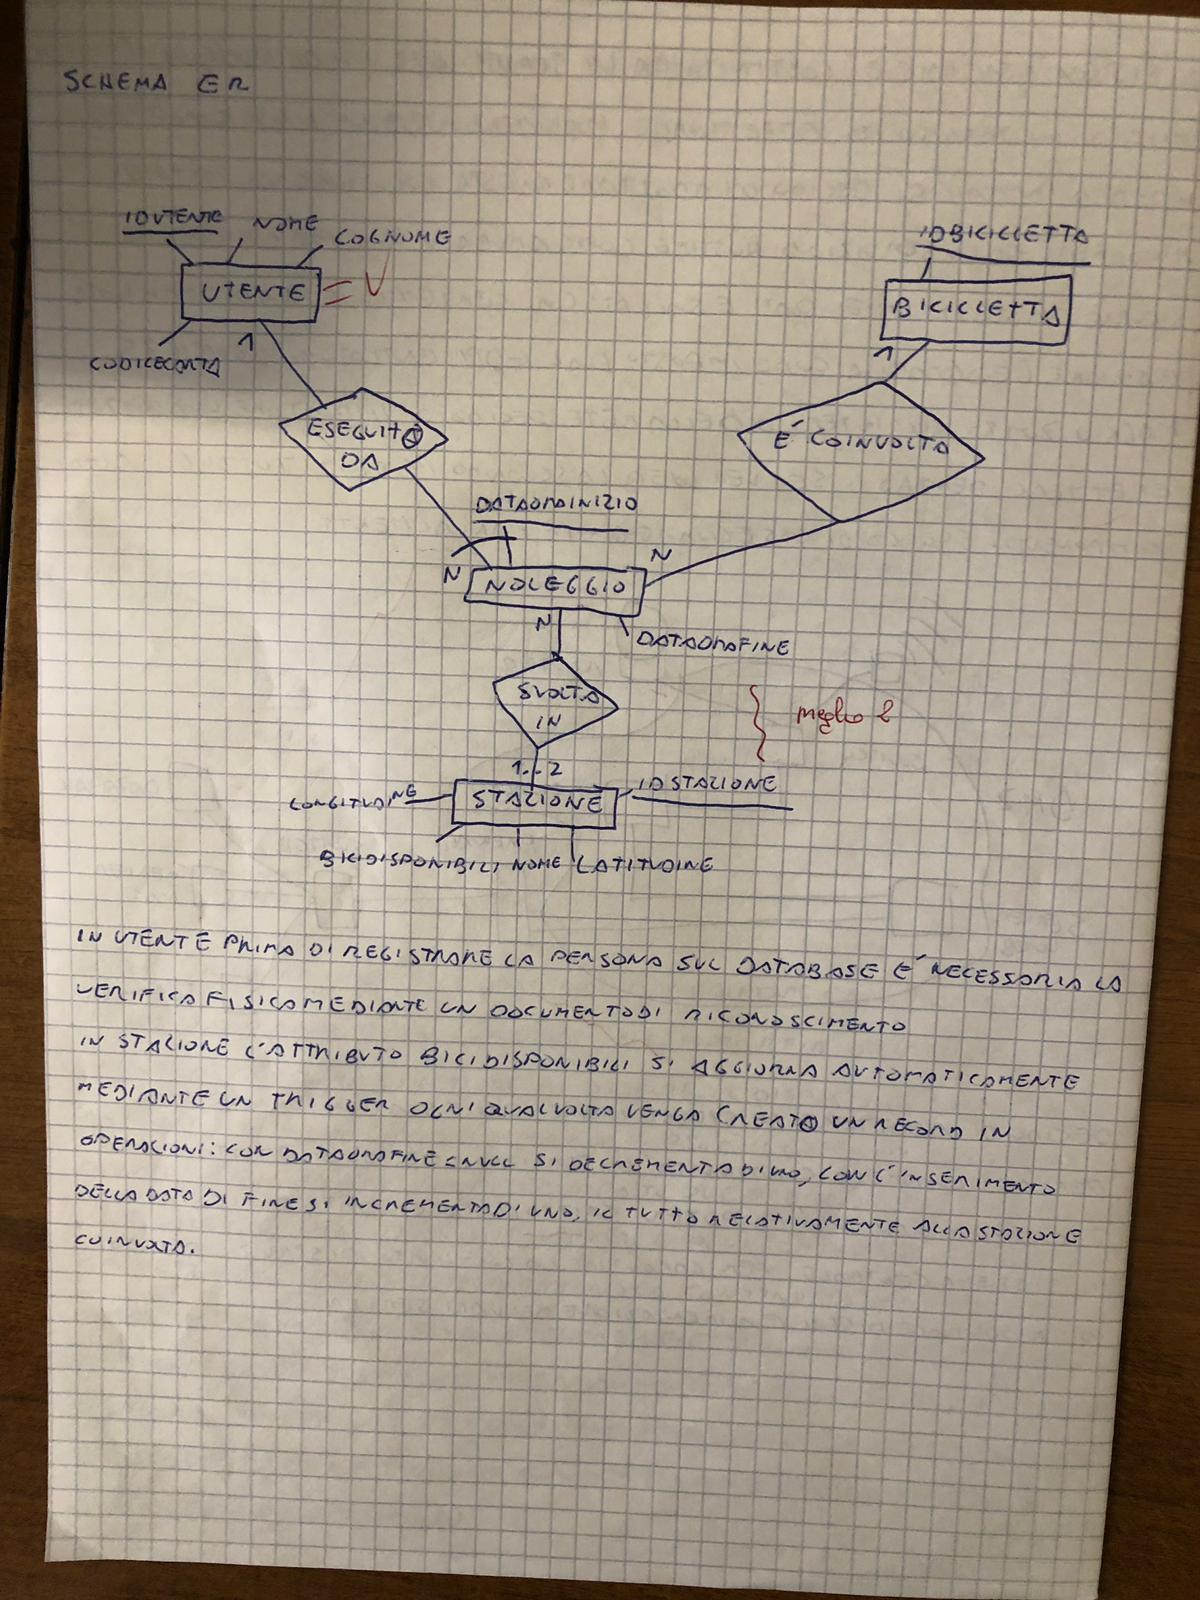 SCHEMA ER
IDUTENTE NOME COGNOME
IDBICICLETTA
UTENTE
BICICLETTA
CODICECARTA
1
1
ESEGUITO
DA
É COINVOLTA
DATAORAINIZIO
N
N
NOLEGGIO
N
DATAORAFINE
SVOLTA
IN
meglio 2
1..2
LONGITUDINE
STAZIONE
IDSTAZIONE
BICIDISPONIBILI NOME LATITUDINE
IN UTENTE PRIMA DI REGISTRARE LA PERSONA SUL DATABASE É NECESSARIA LA
VERIFICA FISICA MEDIANTE UN DOCUMENTO DI RICONOSCIMENTO
IN STAZIONE L'ATTRIBUTO BICIDISPONIBILI SI AGGIORNA AUTOMATICAMENTE
MEDIANTE UN TRIGGER OGNI QUALVOLTA VENGA CREATO UN RECORD IN
OPERAZIONI: CON DATAORAFINE NULL SI DECREMENTA DI UNO, CON L'INSERIMENTO
DELLA DATA DI FINE SI INCREMENTA DI UNO, IL TUTTO RELATIVAMENTE ALLA STAZIONE
COINVOLTA.